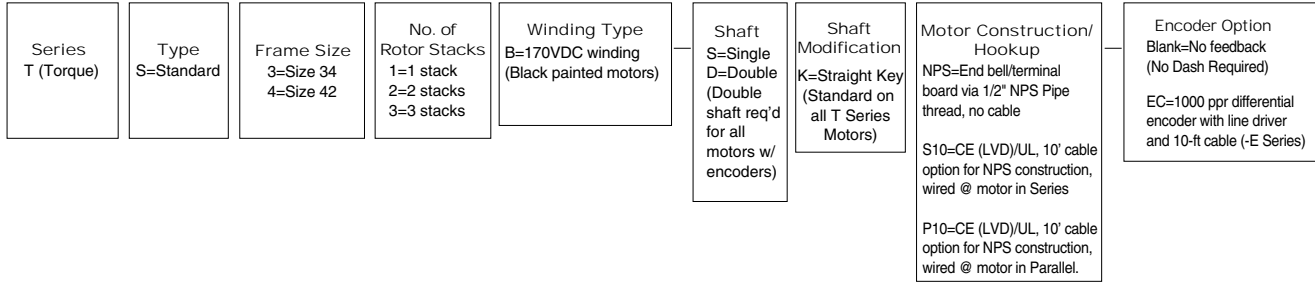 Series
T (Torque)
Type
S=Standard
Frame Size
3=Size 34
4=Size 42
No. of
Rotor Stacks
1=1 stack
2=2 stacks
3=3 stacks
Winding Type
B=170VDC winding
(Black painted motors)
—
Shaft
S=Single
D=Double
(Double
shaft req'd
for all
motors w/
encoders)
Shaft
Modification
K=Straight Key
(Standard on
all T Series
Motors)
Motor Construction/
Hookup
NPS=End bell/terminal
board via 1/2" NPS Pipe
thread, no cable
S10=CE (LVD)/UL, 10' cable
option for NPS construction,
wired @ motor in Series
P10=CE (LVD)/UL, 10' cable
option for NPS construction,
wired @ motor in Parallel.
—
Encoder Option
Blank=No feedback
(No Dash Required)
EC=1000 ppr differential
encoder with line driver
and 10-ft cable (-E Series)